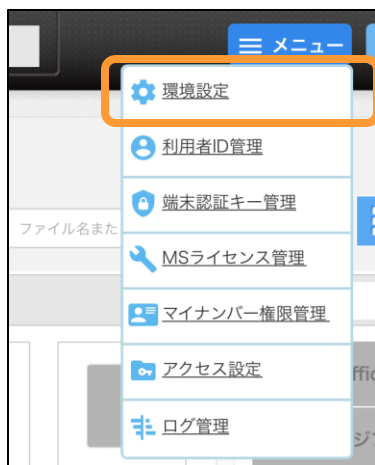 メニュー
環境設定
利用者ID管理
ファイル名また
端末認証キー管理
MSライセンス管理
マイナンバー権限管理
アクセス設定
ffic
ログ管理